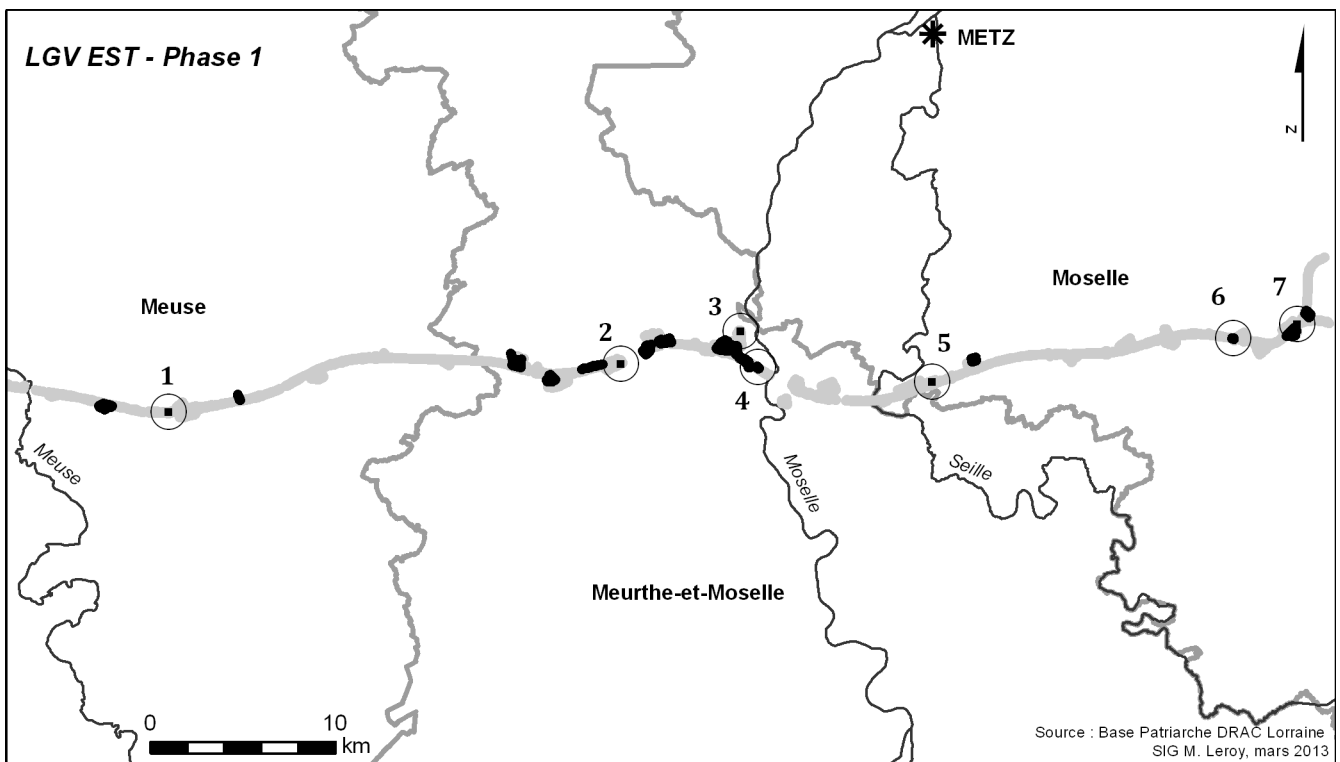 LGV EST - Phase 1
METZ
z
Meuse
Moselle
1
2
3
4
5
6
7
Meuse
Moselle
Seille
Meurthe-et-Moselle
0 10
km
Source : Base Patriarche DRAC Lorraine
SIG M. Leroy, mars 2013